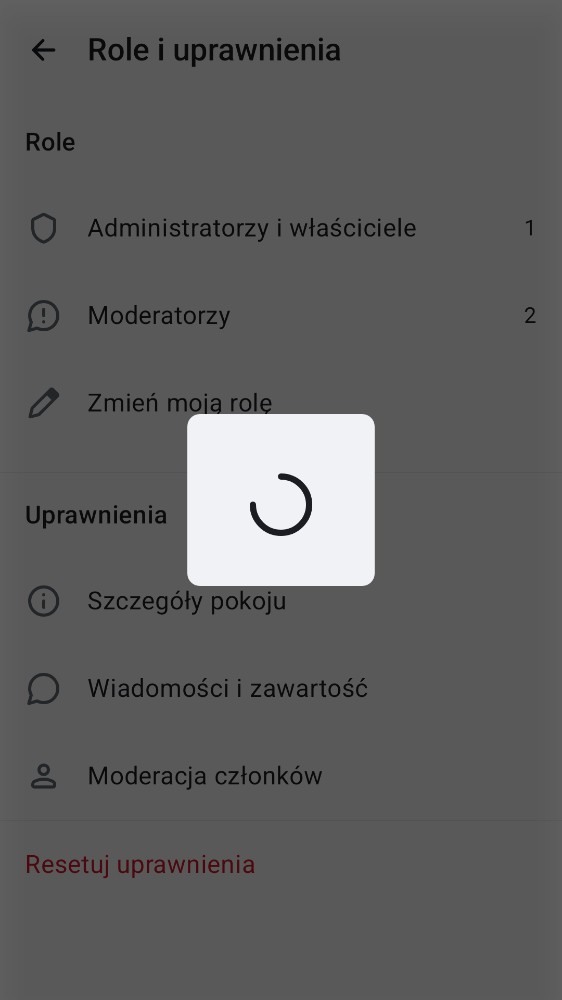 Role i uprawnienia
Role
Administratorzy i właściciele 1
Moderatorzy 2
Zmień moją rolę
Uprawnienia
Szczegóły pokoju
Wiadomości i zawartość
Moderacja członków
Resetuj uprawnienia